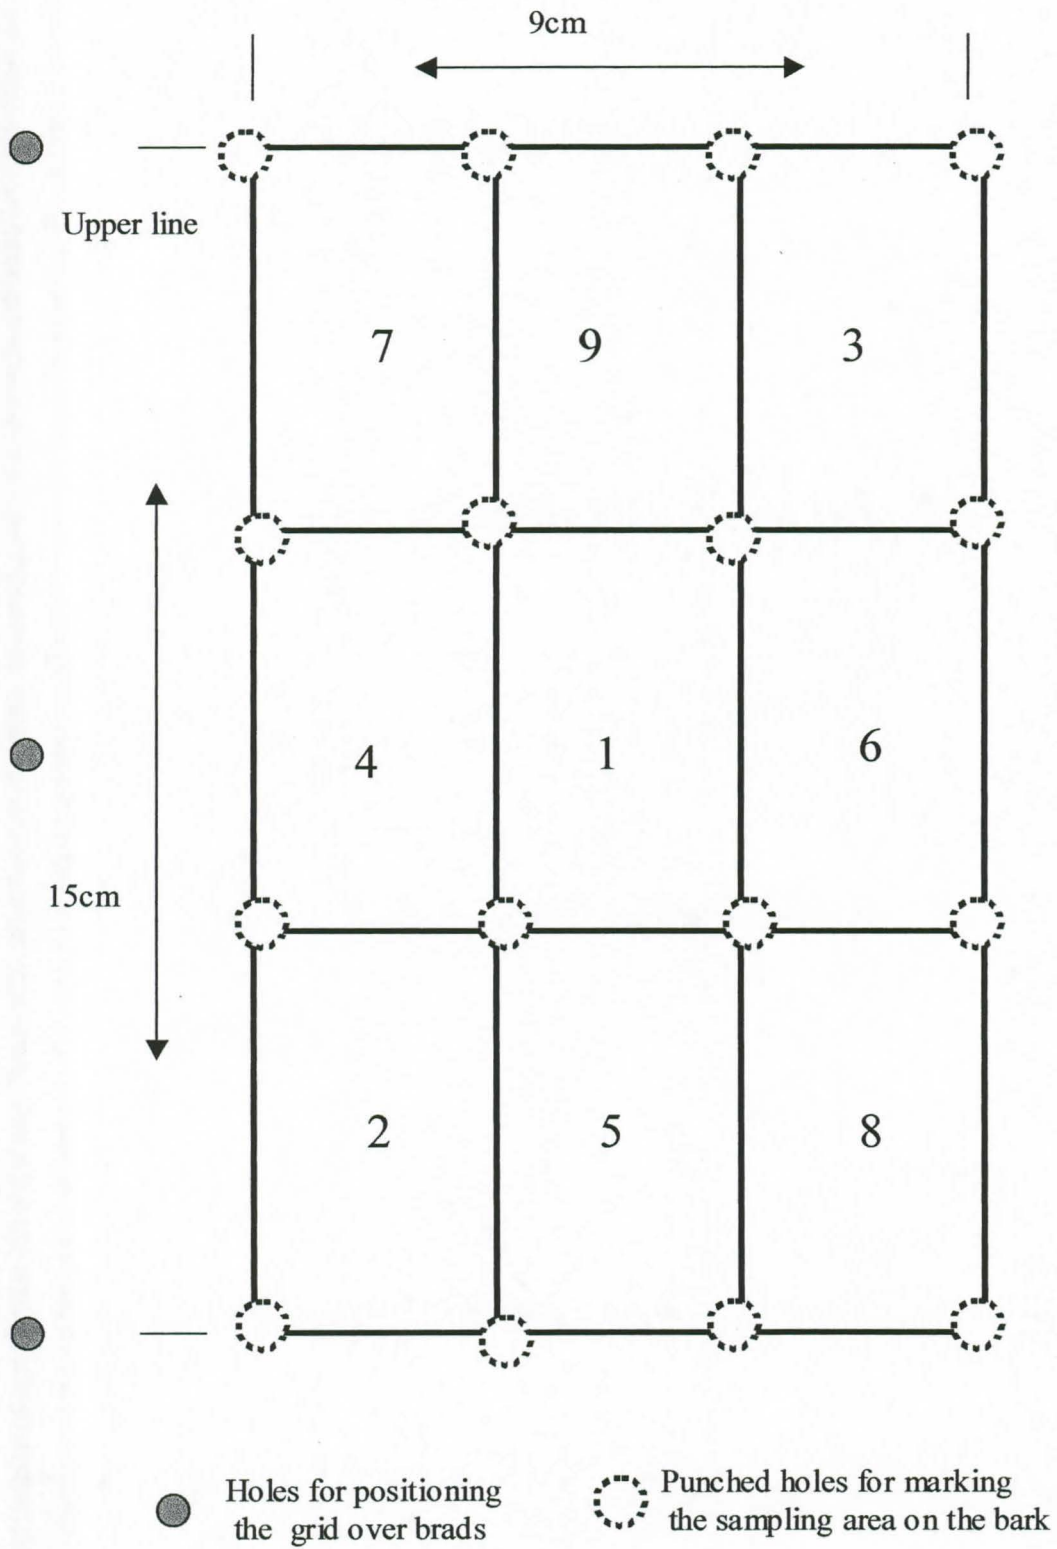 9cm
Upper line
7 9 3
4 1 6
15cm
2 5 8
Holes for positioning
the grid over brads
Punched holes for marking
the sampling area on the bark